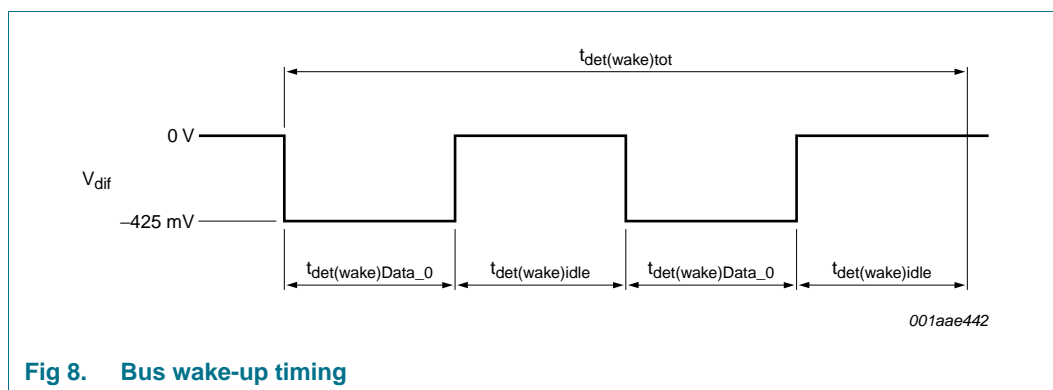 t_det(wake)tot
0 V
V_dif
−425 mV
t_det(wake)Data_0 t_det(wake)idle t_det(wake)Data_0 t_det(wake)idle
001aae442
Fig 8. Bus wake-up timing